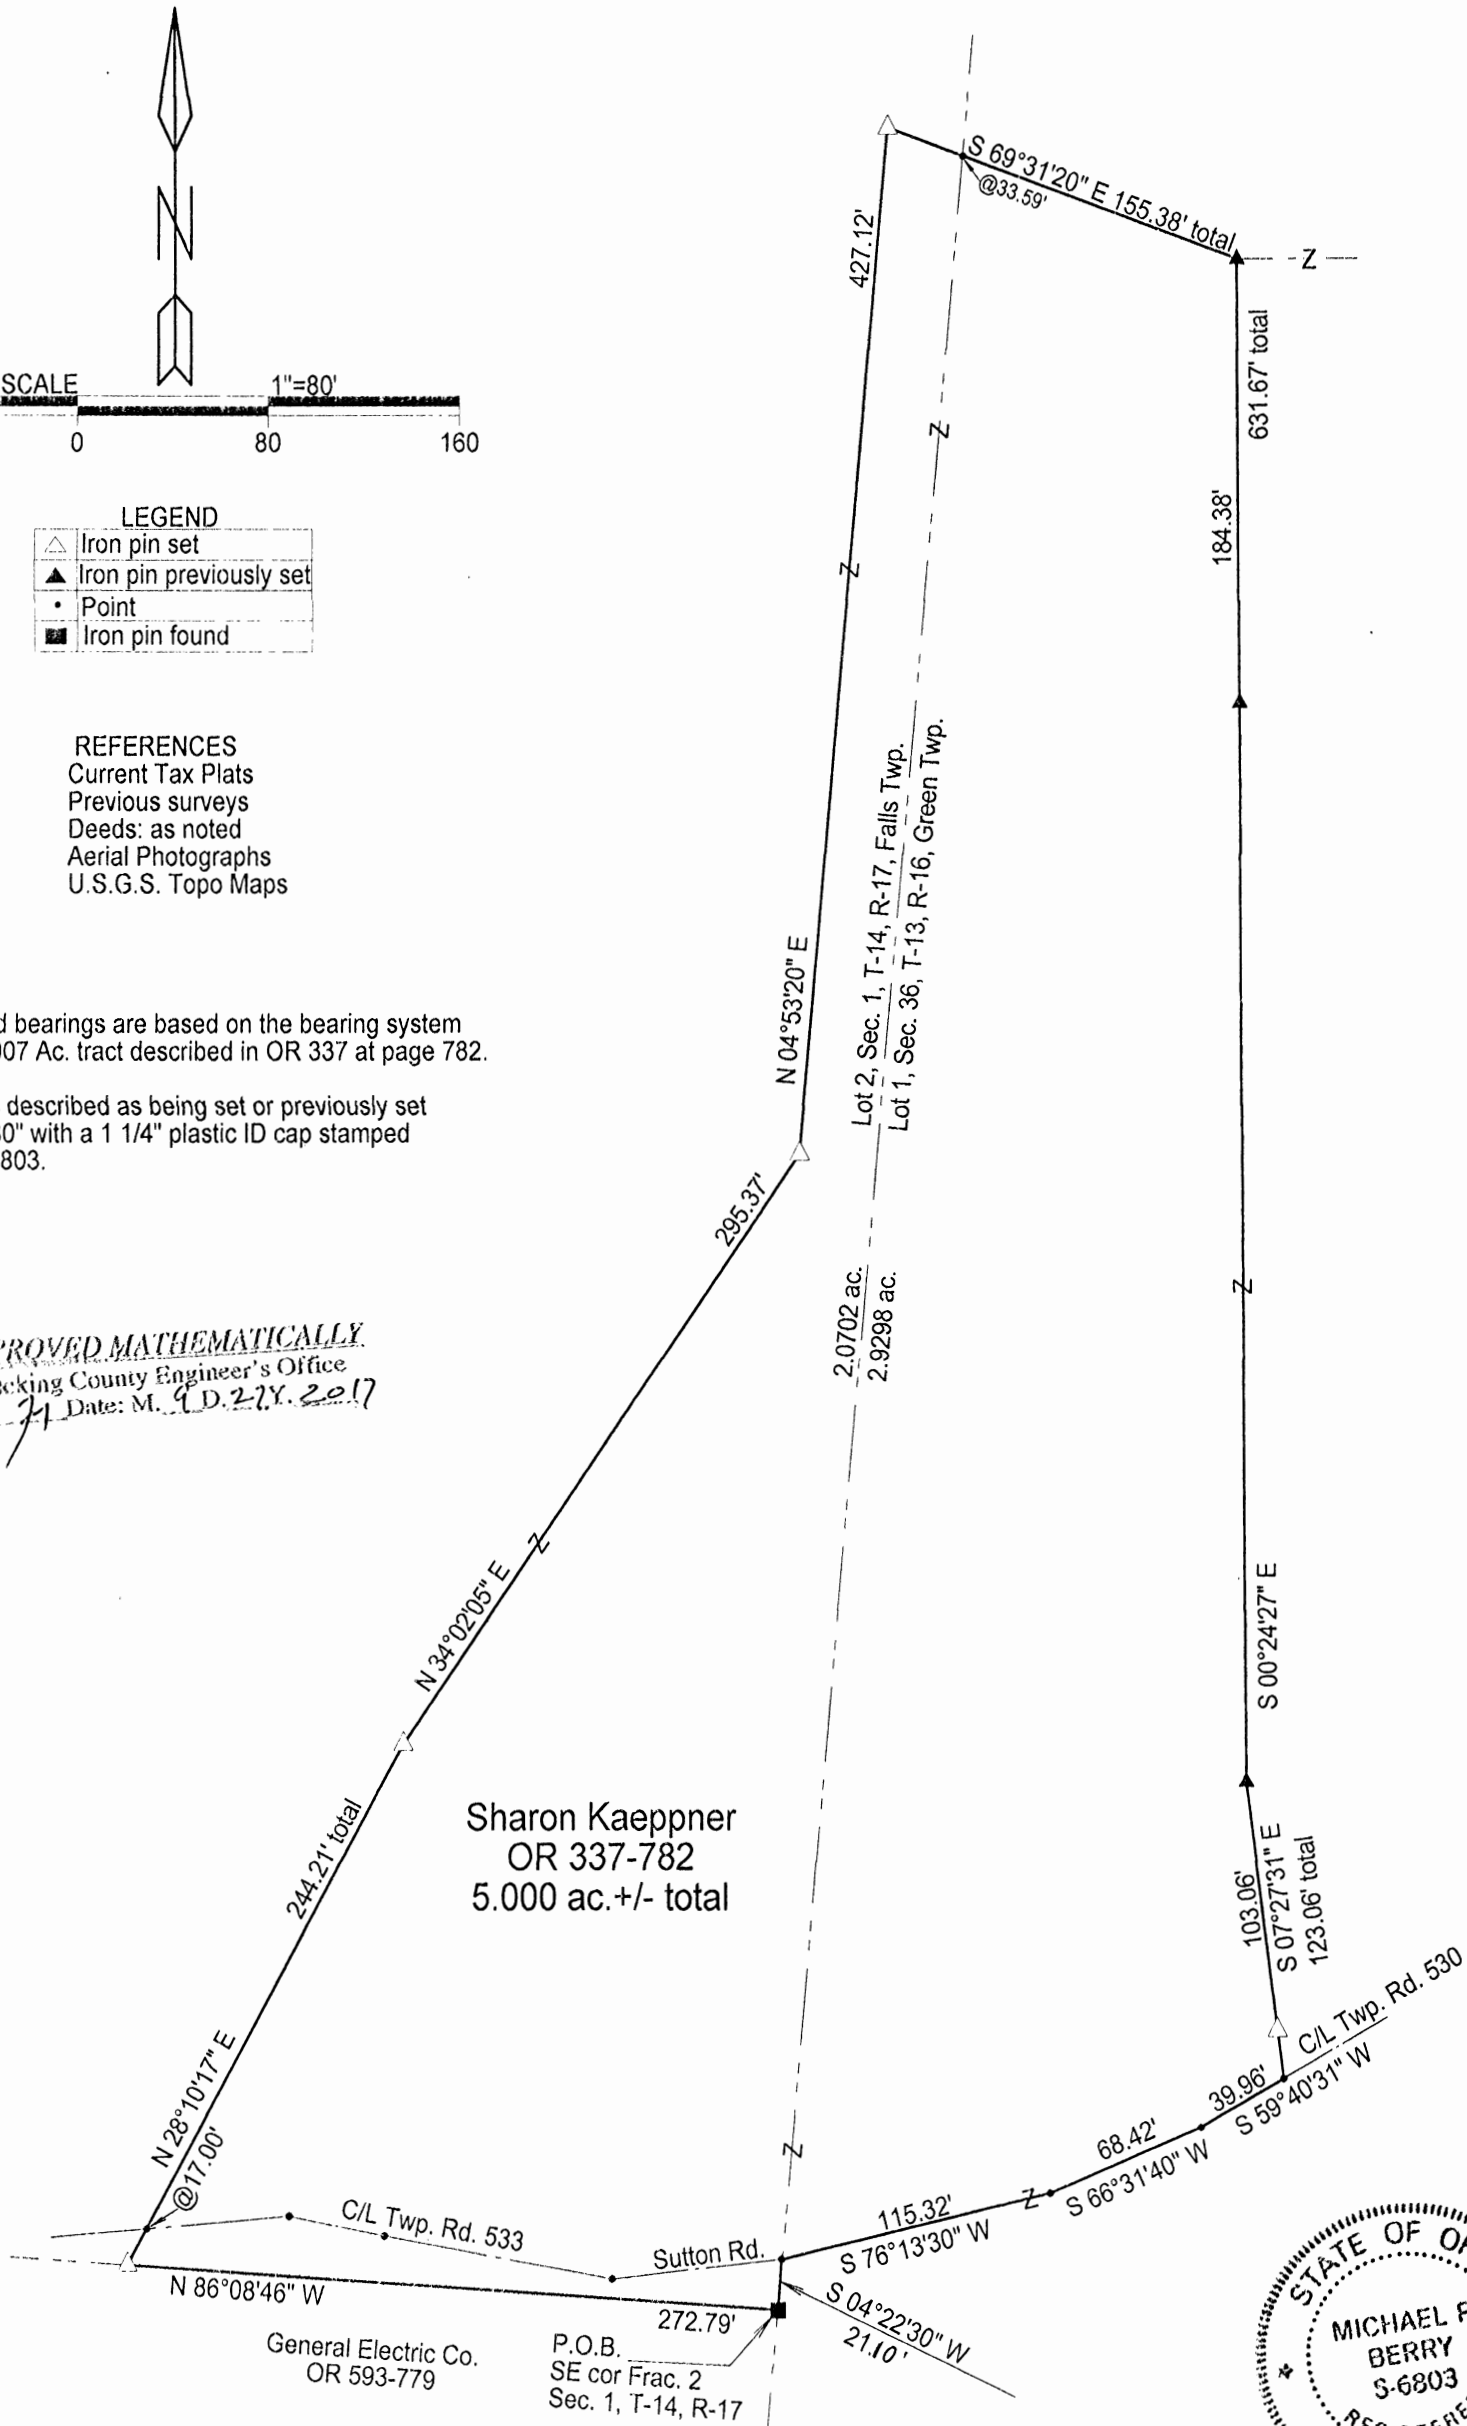 N
SCALE 1"=80'
0 80 160
LEGEND
Iron pin set
Iron pin previously set
Point
Iron pin found
REFERENCES
Current Tax Plats
Previous surveys
Deeds: as noted
Aerial Photographs
U.S.G.S. Topo Maps
d bearings are based on the bearing system
007 Ac. tract described in OR 337 at page 782.
described as being set or previously set
30" with a 1 1/4" plastic ID cap stamped
803.
PROVED MATHEMATICALLY
cking County Engineer's Office
Date: M. 9 D. 27 Y. 2017
S 69°31'20" E 155.38' total
@33.59'
Z
427.12'
631.67' total
184.38'
Z
Z
Lot 2, Sec. 1, T-14, R-17, Falls Twp.
Lot 1, Sec. 36, T-13, R-16, Green Twp.
N 04°53'20" E
295.37'
2.0702 ac.
2.9298 ac.
Z
Z
N 34°02'05" E
S 00°24'27" E
Sharon Kaeppner
OR 337-782
5.000 ac.+/- total
244.21' total
103.06'
S 07°27'31" E
123.06' total
C/L Twp. Rd. 530
39.96'
S 59°40'31" W
68.42'
S 66°31'40" W
N 28°10'17" E
@17.00'
Z
Z
115.32'
S 76°13'30" W
C/L Twp. Rd. 533
Sutton Rd.
N 86°08'46" W
272.79'
S 04°22'30" W
21.10'
General Electric Co.
OR 593-779
P.O.B.
SE cor Frac. 2
Sec. 1, T-14, R-17
STATE OF O
MICHAEL P
BERRY
S-6803